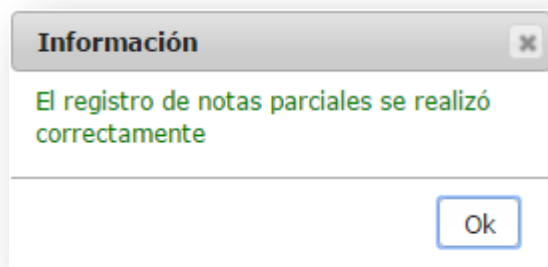 Información
El registro de notas parciales se realizó
correctamente
Ok